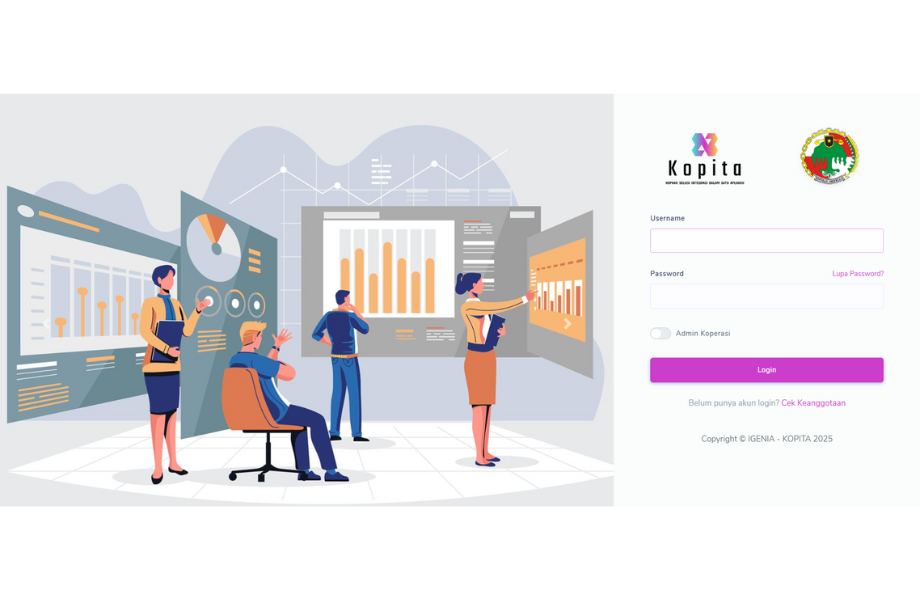 Kopita
KOPERASI SOLUSI INTEGRASI DALAM SATU APLIKASI
Username
Password
Lupa Password?
Admin Koperasi
Login
Belum punya akun login? Cek Keanggotaan
Copyright © IGENIA - KOPITA 2025